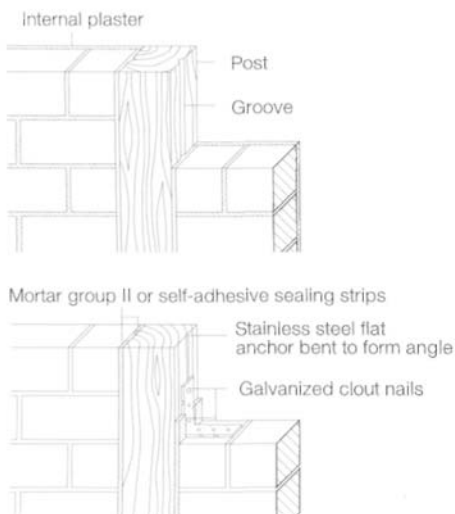 Internal plaster
Post
Groove
Mortar group II or self-adhesive sealing strips
Stainless steel flat
anchor bent to form angle
Galvanized clout nails